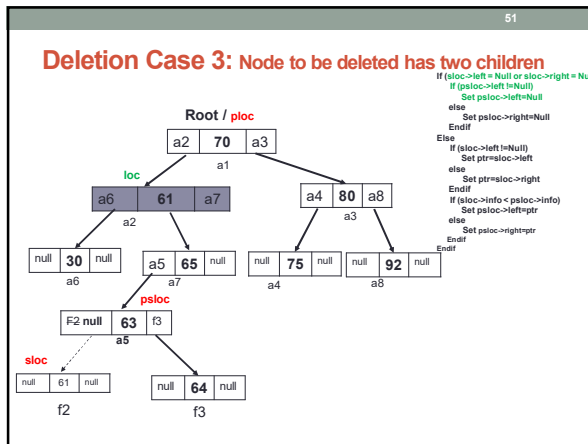 51
Deletion Case 3: Node to be deleted has two children
If (sloc->left = Null or sloc->right = Nu
If (psloc->left !=Null)
Set psloc->left=Null
else
Set psloc->right=Null
Endif
Else
If (sloc->left !=Null)
Set ptr=sloc->left
else
Set ptr=sloc->right
Endif
If (sloc->info < psloc->info)
Set psloc->left=ptr
else
Set psloc->right=ptr
Endif
Endif
Root / ploc
a2 70 a3
a1
loc
a6 61 a7
a2
a4 80 a8
a3
null 30 null
a6
a5 65 null
a7
null 75 null
a4
null 92 null
a8
psloc
F2 null 63 f3
a5
sloc
null 61 null
f2
null 64 null
f3